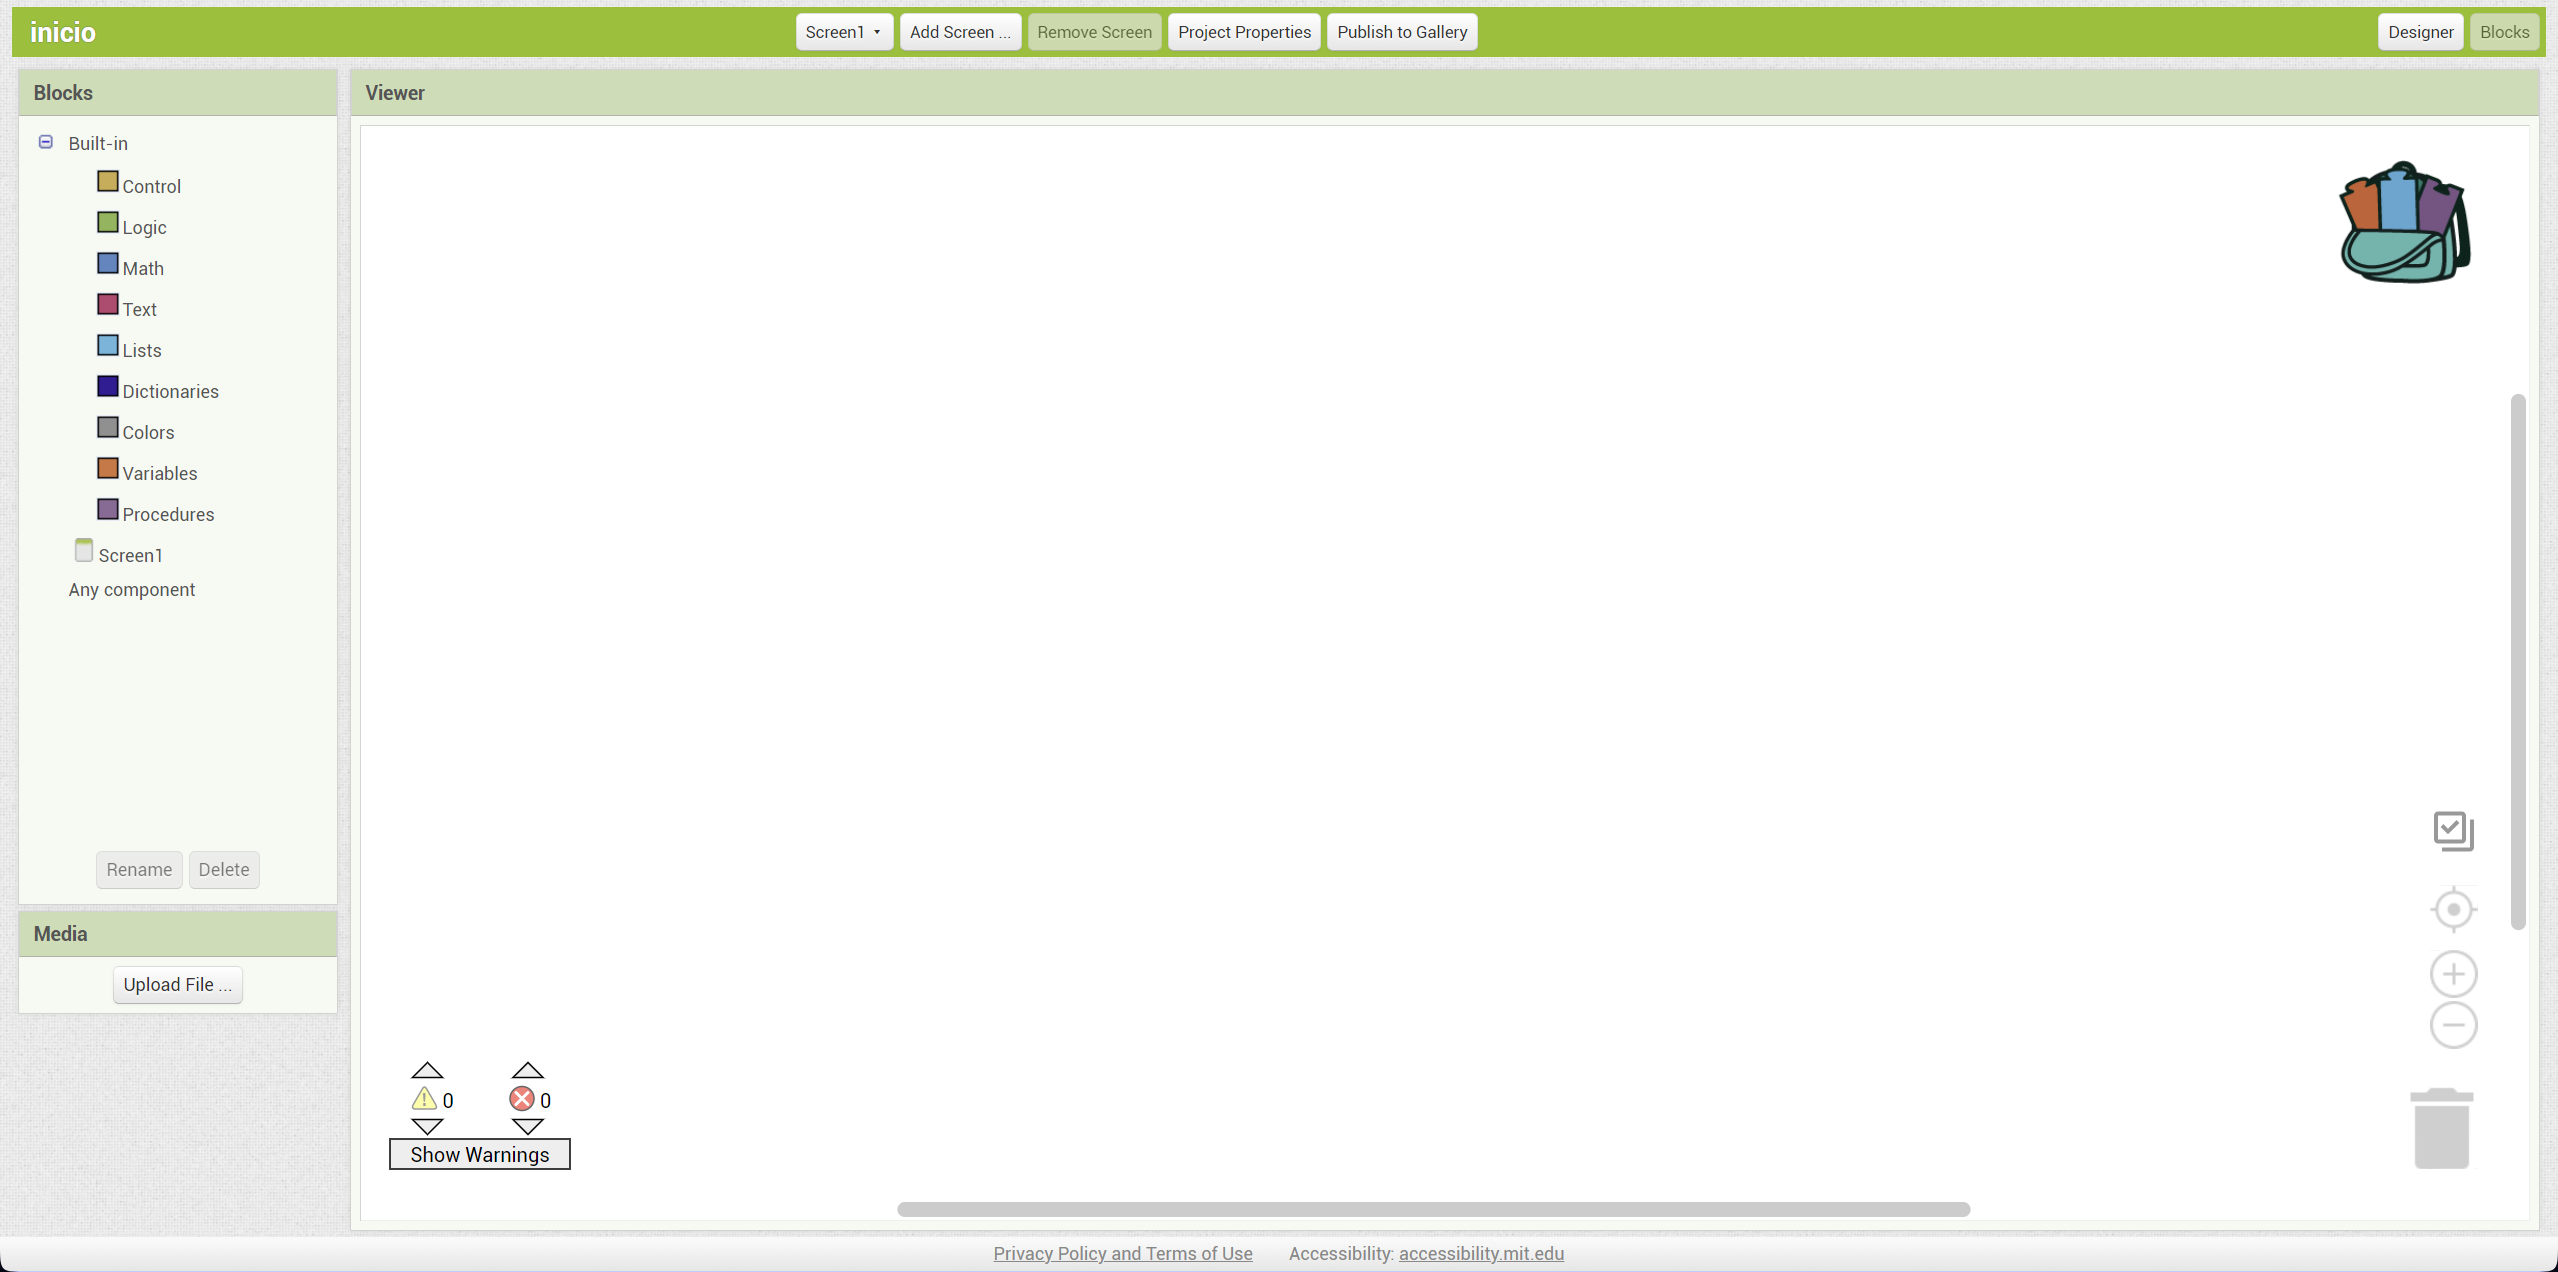 inicio
Screen1
Add Screen ...
Remove Screen
Project Properties
Publish to Gallery
Designer
Blocks
Blocks
Viewer
Built-in
Control
Logic
Math
Text
Lists
Dictionaries
Colors
Variables
Procedures
Screen1
Any component
Rename
Delete
Media
Upload File ...
0
0
Show Warnings
Privacy Policy and Terms of Use
Accessibility: accessibility.mit.edu